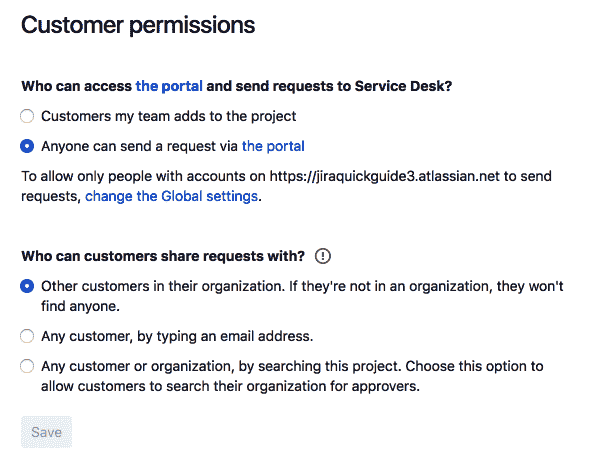 Customer permissions
Who can access the portal and send requests to Service Desk?
Customers my team adds to the project
Anyone can send a request via the portal
To allow only people with accounts on https://jiraquickguide3.atlassian.net to send
requests, change the Global settings.
Who can customers share requests with?
Other customers in their organization. If they're not in an organization, they won't
find anyone.
Any customer, by typing an email address.
Any customer or organization, by searching this project. Choose this option to
allow customers to search their organization for approvers.
Save